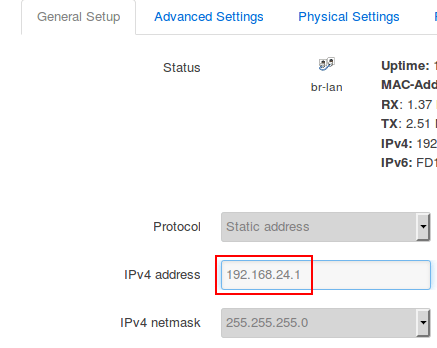 General Setup Advanced Settings Physical Settings
Status
br-lan
Uptime:
MAC-Add
RX: 1.37
TX: 2.51
IPv4: 192
IPv6: FD1
Protocol Static address
IPv4 address 192.168.24.1
IPv4 netmask 255.255.255.0